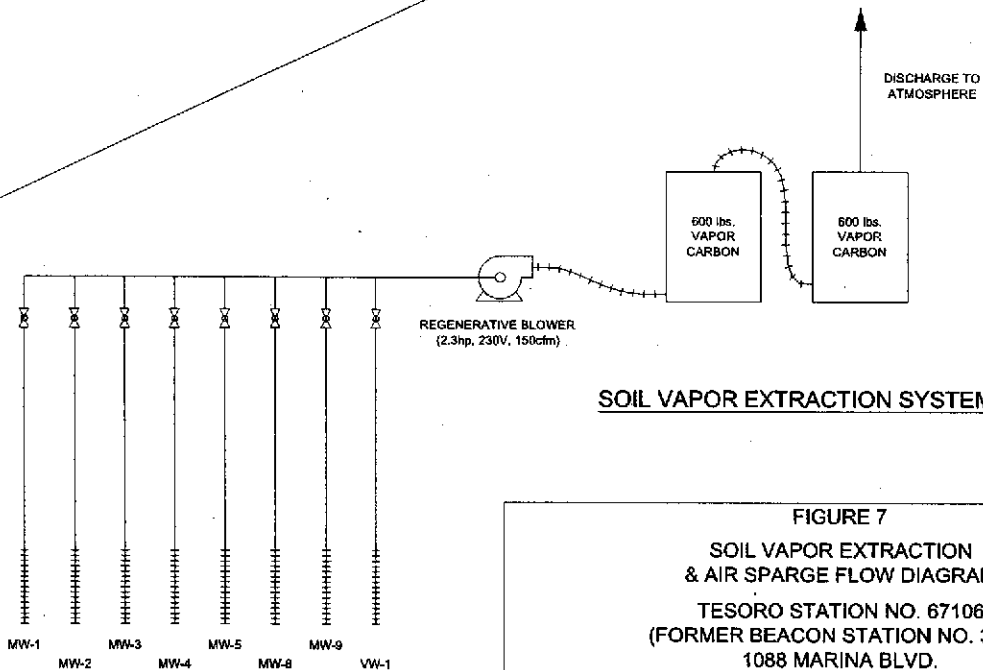 DISCHARGE TO
ATMOSPHERE
600 lbs.
VAPOR
CARBON
600 lbs.
VAPOR
CARBON
REGENERATIVE BLOWER
(2.3hp, 230V, 150cfm)
SOIL VAPOR EXTRACTION SYSTEM
MW-1
MW-2
MW-3
MW-4
MW-5
MW-8
MW-9
VW-1
FIGURE 7
SOIL VAPOR EXTRACTION
& AIR SPARGE FLOW DIAGRA
TESORO STATION NO. 67106
(FORMER BEACON STATION NO. 3
1088 MARINA BLVD.